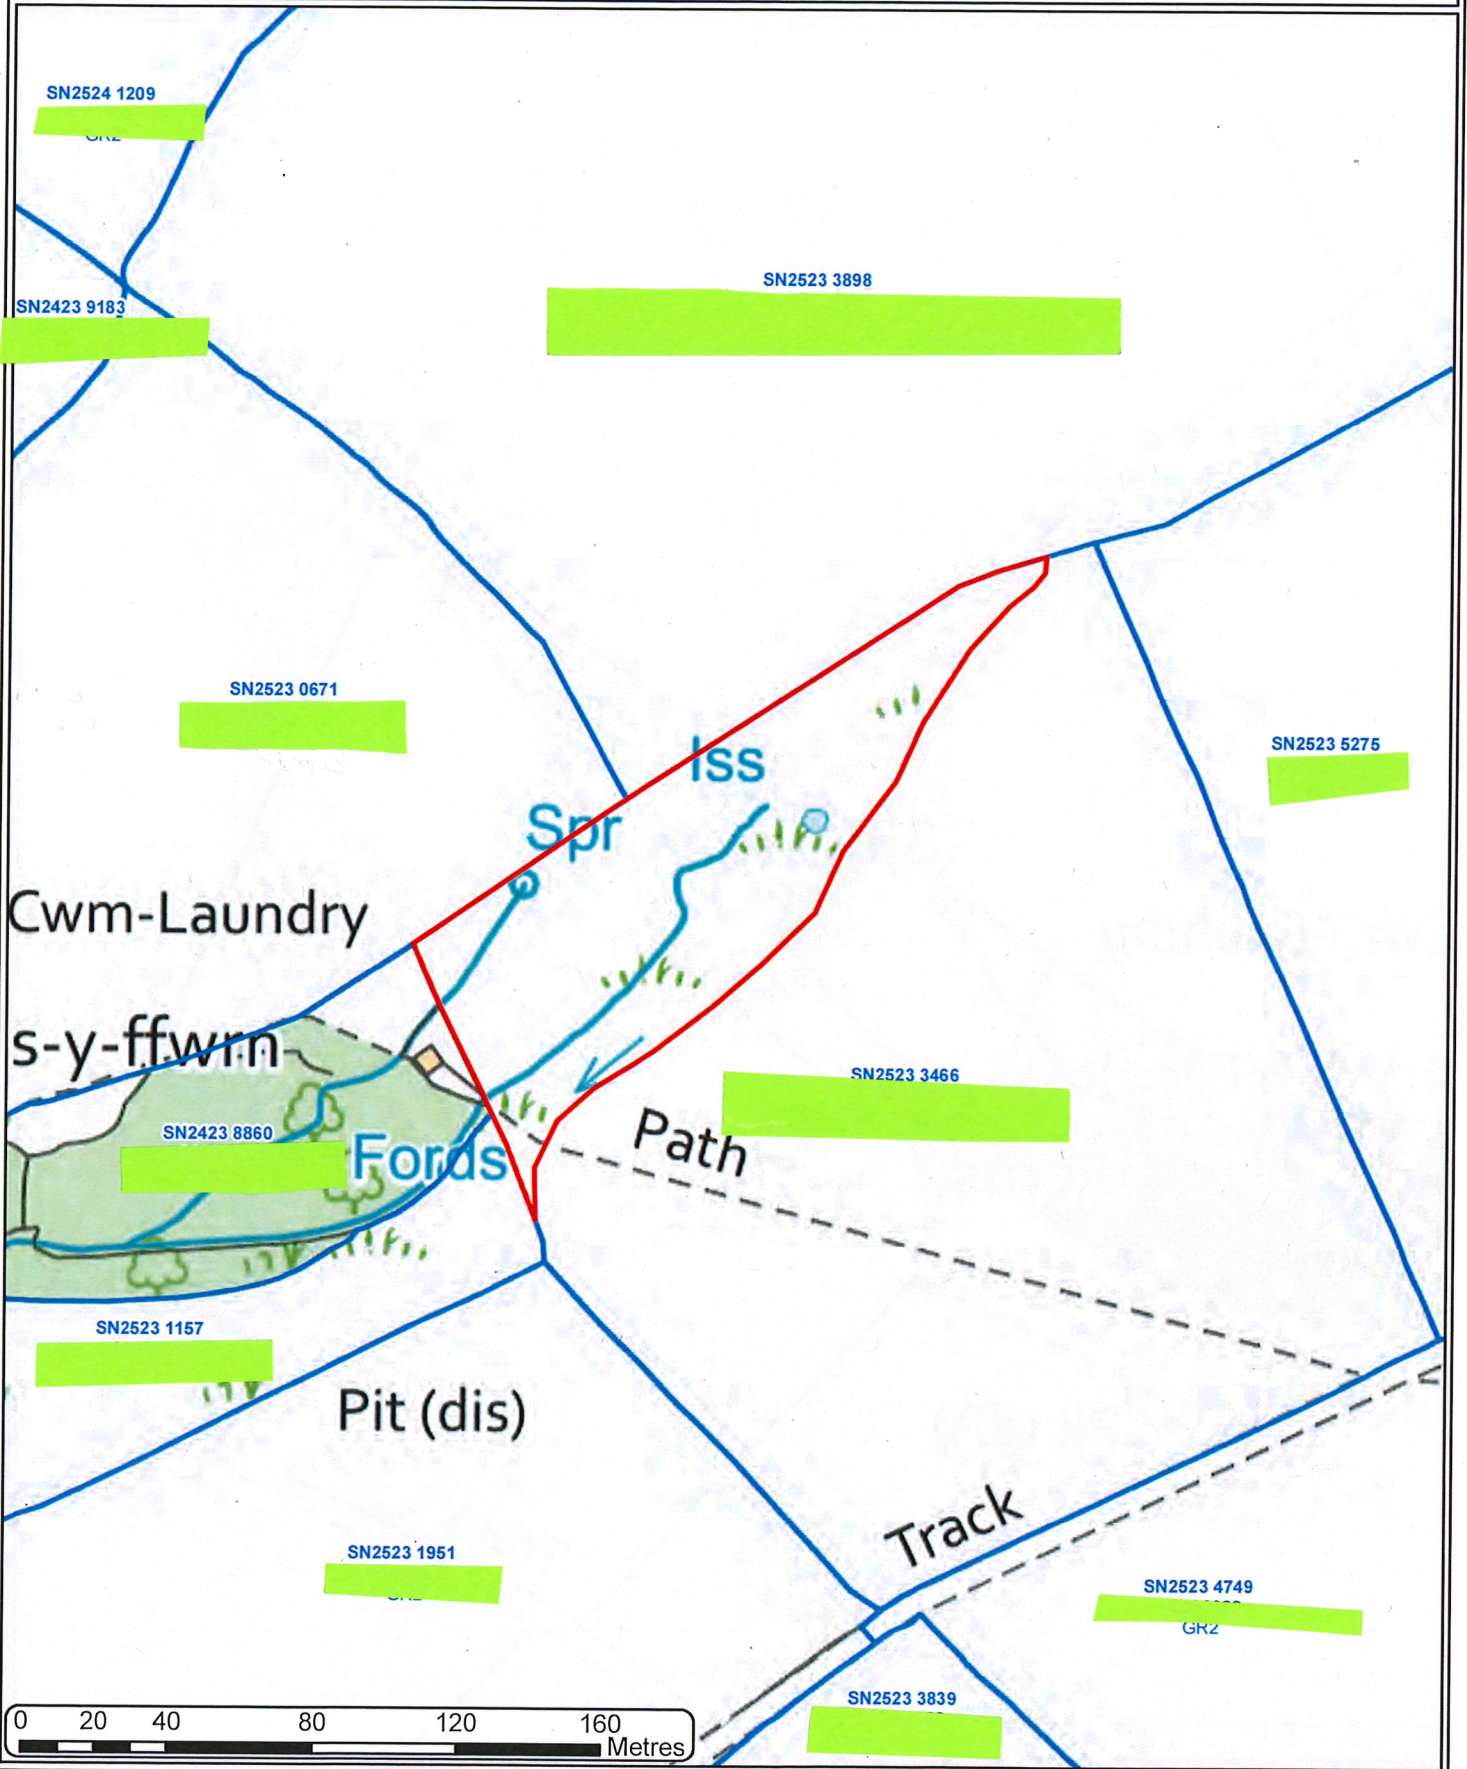 SN2524 1209
SN2523 3898
SN2423 9183
SN2523 0671
SN2523 5275
Iss
Spr
Cwm-Laundry
s-y-ffwrn
SN2523 3466
Path
SN2423 8860
Fords
SN2523 1157
Pit (dis)
Track
SN2523 1951
SN2523 4749
GR2
SN2523 3839
0 20 40 80 120 160
Metres